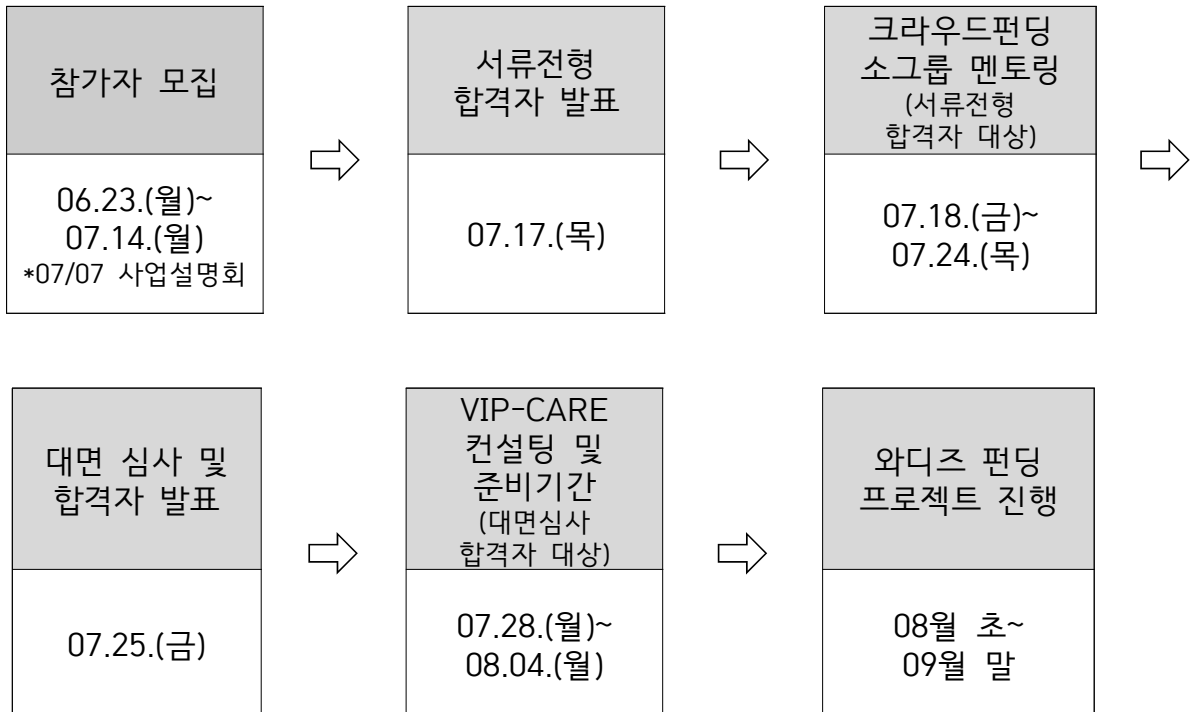 참가자 모집
06.23.(월)~
07.14.(월)
*07/07 사업설명회
서류전형
합격자 발표
07.17.(목)
크라우드펀딩
소그룹 멘토링
(서류전형
합격자 대상)
07.18.(금)~
07.24.(목)
대면 심사 및
합격자 발표
07.25.(금)
VIP-CARE
컨설팅 및
준비기간
(대면심사
합격자 대상)
07.28.(월)~
08.04.(월)
와디즈 펀딩
프로젝트 진행
08월 초~
09월 말